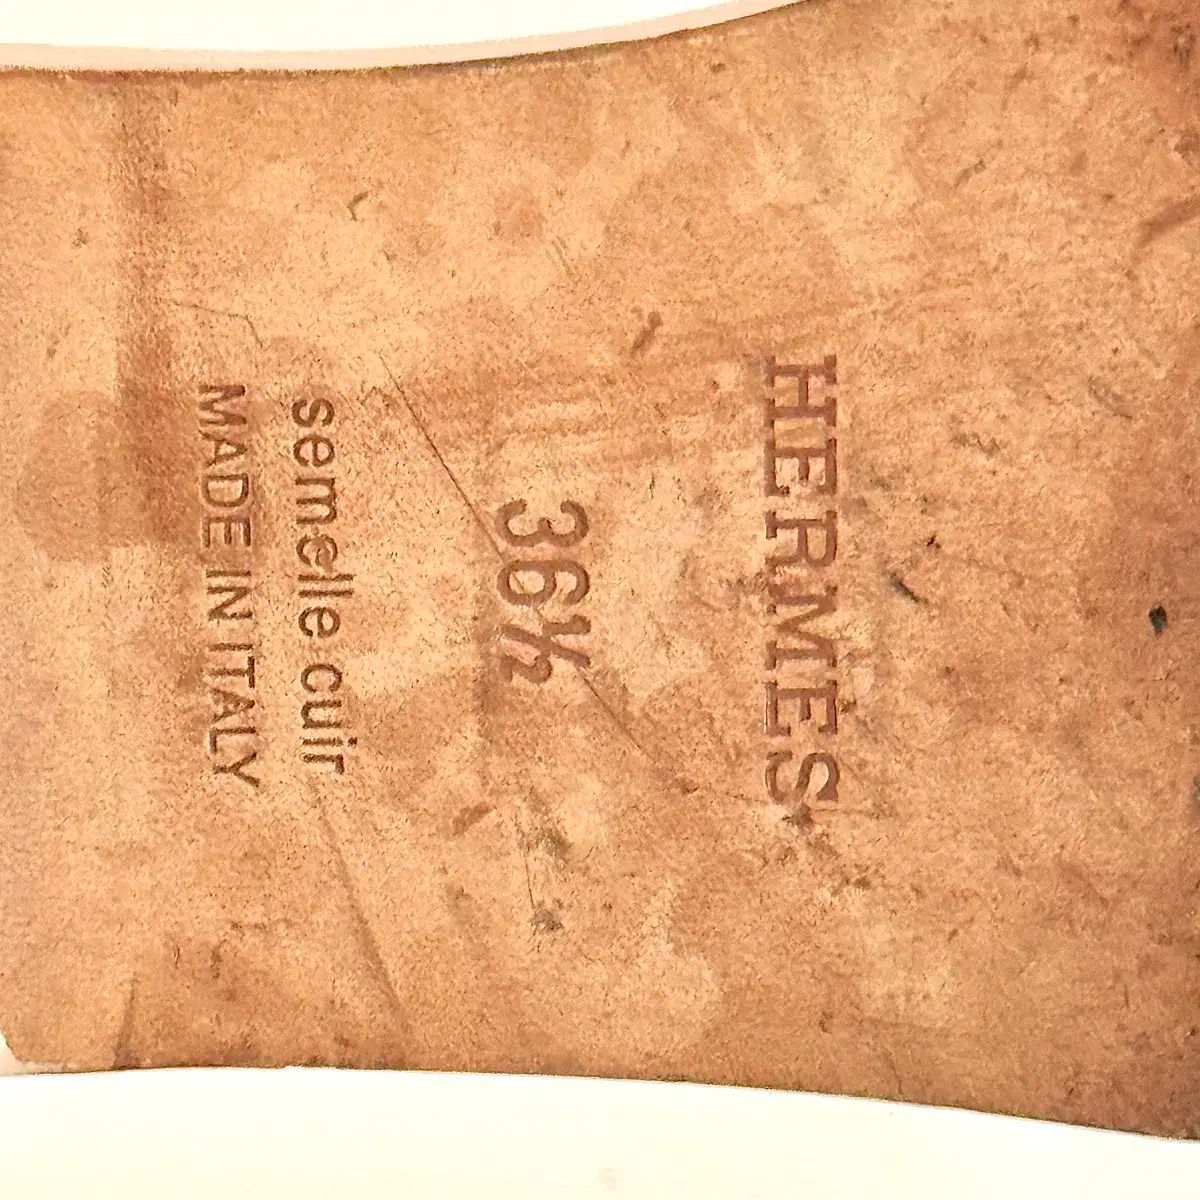 HERMES
36½
semelle cuir
MADE IN ITALY